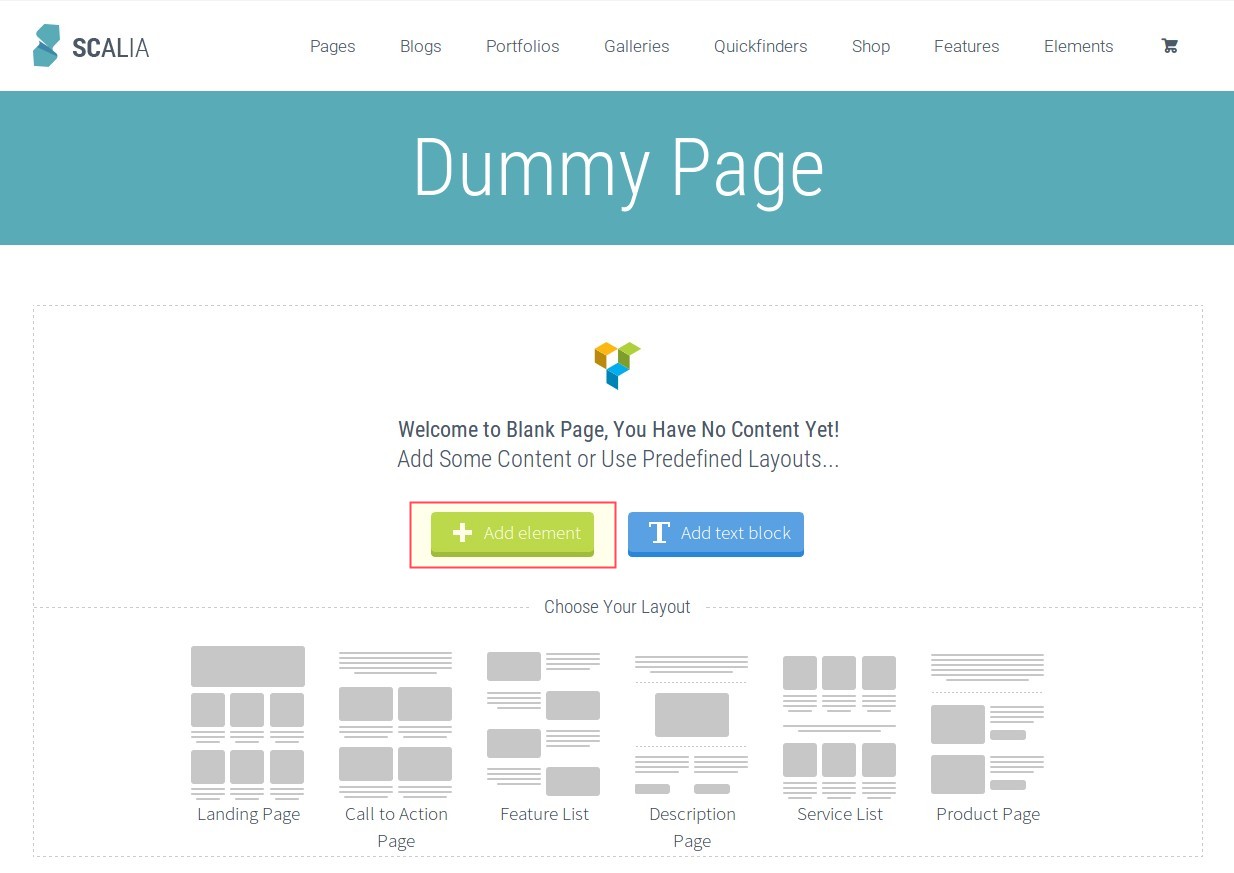 SCALIA
Pages Blogs Portfolios Galleries Quickfinders Shop Features Elements
Dummy Page
Welcome to Blank Page, You Have No Content Yet!
Add Some Content or Use Predefined Layouts...
Add element
Add text block
Choose Your Layout
Landing Page
Call to Action
Page
Feature List
Description
Page
Service List
Product Page